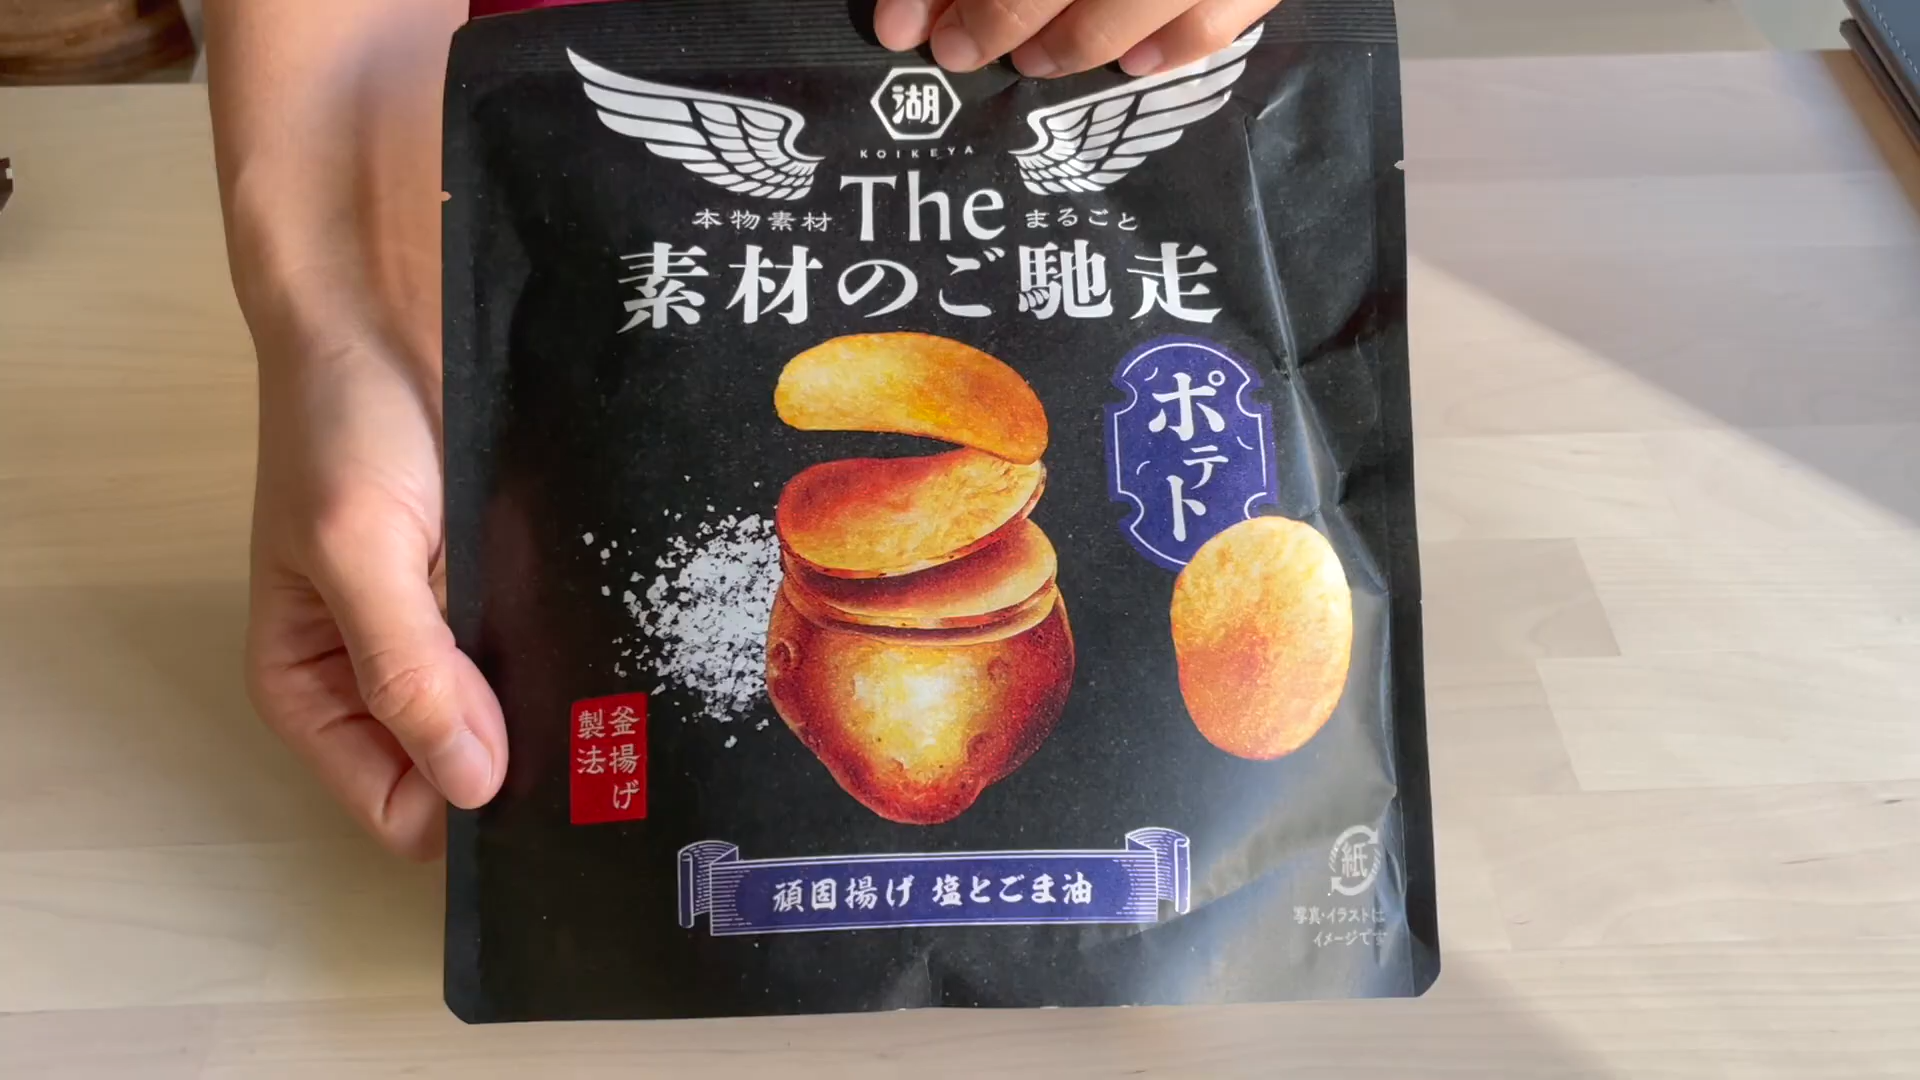 湖
KOIKEYA
本物素材 The まるごと
素材のご馳走
ポテト
釜揚げ
製法
頑固揚げ 塩とごま油
紙
写真・イラストは
イメージです